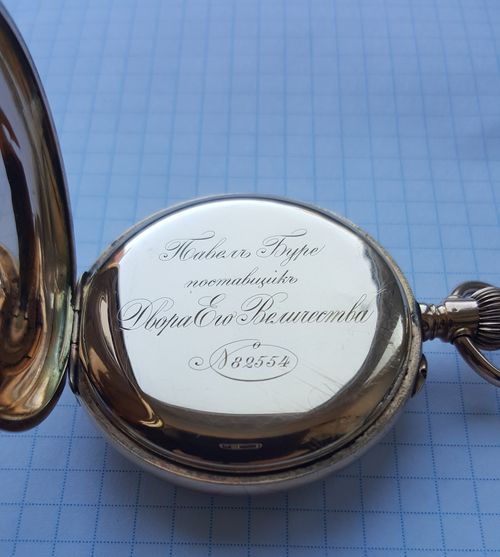 Павелъ Буре
поставщикъ
Двора Его Величества
№ 82554